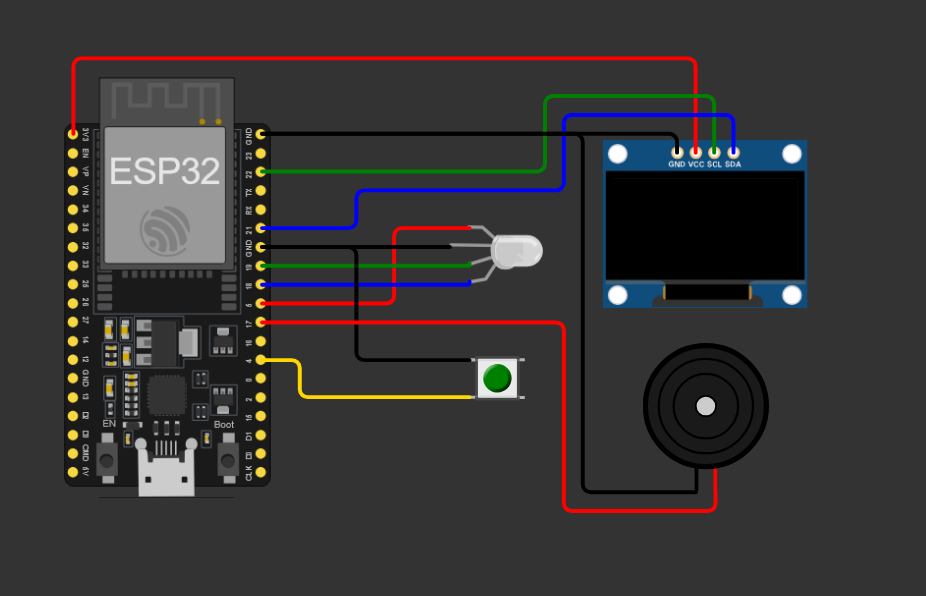 ESP32
3V3
EN
VP
VN
34
35
32
33
25
26
27
14
12
GND
13
D2
D3
CMD
5V
GND
23
22
TX
RX
21
GND
19
18
5
17
16
4
0
2
15
D1
D0
CLK
EN
Boot
GND VCC SCL SDA